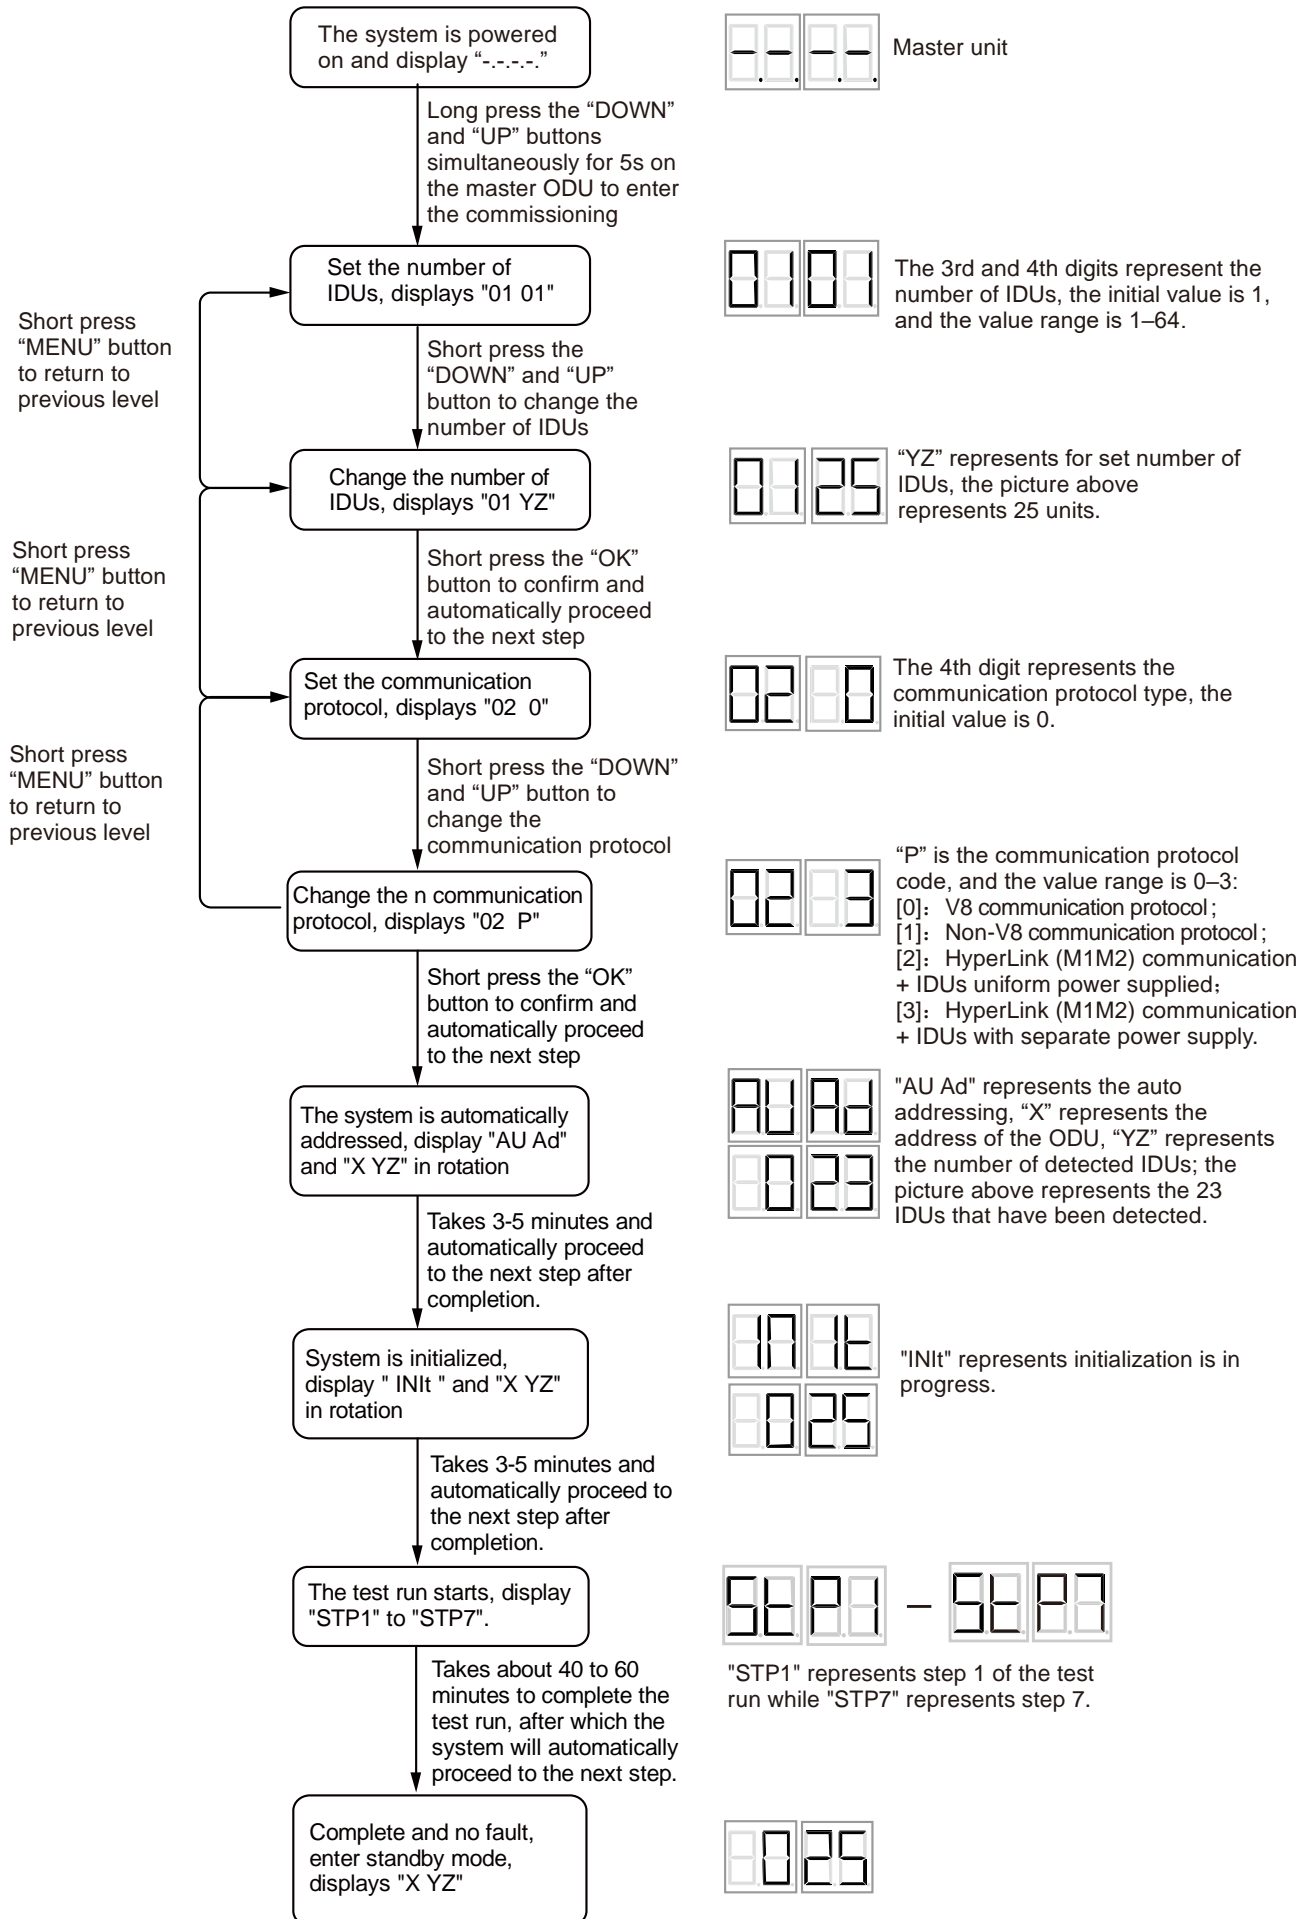 The system is powered
on and display “-.-.-.-.”
-.-.-.-.
Master unit
Long press the “DOWN”
and “UP” buttons
simultaneously for 5s on
the master ODU to enter
the commissioning
Set the number of
IDUs, displays "01 01"
0101
The 3rd and 4th digits represent the
number of IDUs, the initial value is 1,
and the value range is 1–64.
Short press
“MENU” button
to return to
previous level
Short press the
“DOWN” and “UP”
button to change the
number of IDUs
Change the number of
IDUs, displays "01 YZ"
0125
“YZ” represents for set number of
IDUs, the picture above
represents 25 units.
Short press
“MENU” button
to return to
previous level
Short press the “OK”
button to confirm and
automatically proceed
to the next step
Set the communication
protocol, displays "02  0"
02 0
The 4th digit represents the
communication protocol type, the
initial value is 0.
Short press
“MENU” button
to return to
previous level
Short press the “DOWN”
and “UP” button to
change the
communication protocol
Change the n communication
protocol, displays "02  P"
02 3
“P” is the communication protocol
code, and the value range is 0–3:
[0]：V8 communication protocol；
[1]：Non-V8 communication protocol；
[2]：HyperLink (M1M2) communication
+ IDUs uniform power supplied；
[3]：HyperLink (M1M2) communication
+ IDUs with separate power supply.
Short press the “OK”
button to confirm and
automatically proceed
to the next step
The system is automatically
addressed, display "AU Ad"
and "X YZ" in rotation
AUAd
023
"AU Ad" represents the auto
addressing, “X” represents the
address of the ODU, “YZ” represents
the number of detected IDUs; the
picture above represents the 23
IDUs that have been detected.
Takes 3-5 minutes and
automatically proceed
to the next step after
completion.
System is initialized,
display " INIt " and "X YZ"
in rotation
INIt
025
"INIt" represents initialization is in
progress.
Takes 3-5 minutes and
automatically proceed to
the next step after
completion.
The test run starts, display
"STP1" to "STP7".
StP1 – StP7
"STP1" represents step 1 of the test
run while "STP7" represents step 7.
Takes about 40 to 60
minutes to complete the
test run, after which the
system will automatically
proceed to the next step.
Complete and no fault,
enter standby mode,
displays "X YZ"
025